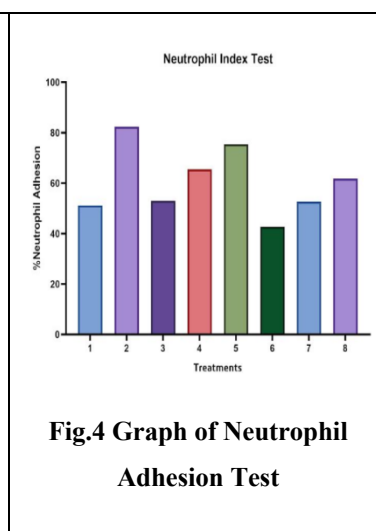 Neutrophil Index Test
%Neutrophil Adhesion
100
80
60
40
20
0
1 2 3 4 5 6 7 8
Treatments
Fig.4 Graph of Neutrophil
Adhesion Test